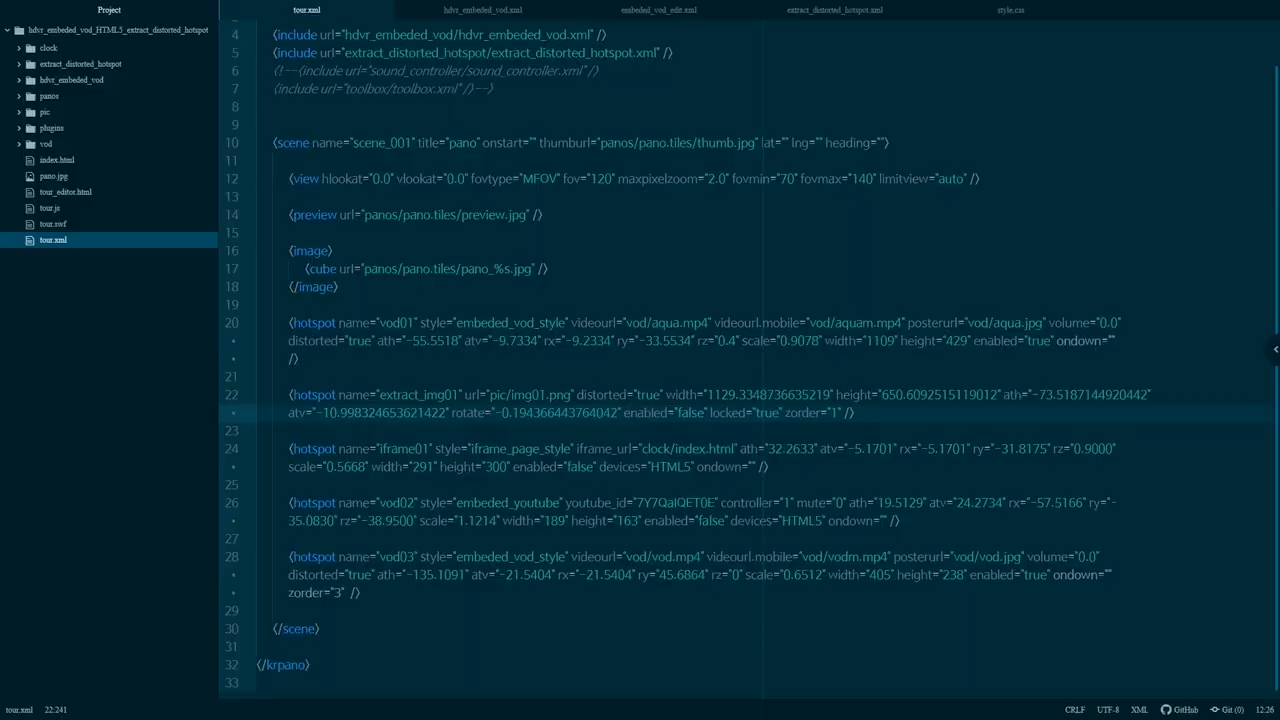 Project
hdvr_embeded_vod_HTML5_extract_distorted_hotspot
clock
extract_distorted_hotspot
hdvr_embeded_vod
panos
pic
plugins
vod
index.html
pano.jpg
tour_editor.html
tour.js
tour.swf
tour.xml
tour.xml hdvr_embeded_vod.xml embeded_vod_edit.xml extract_distorted_hotspot.xml style.css
4 <include url="hdvr_embeded_vod/hdvr_embeded_vod.xml" />
5 <include url="extract_distorted_hotspot/extract_distorted_hotspot.xml" />
6 <!--<include url="sound_controller/sound_controller.xml" />
7 <include url="toolbox/toolbox.xml" />-->
8
9
10 <scene name="scene_001" title="pano" onstart="" thumburl="panos/pano.tiles/thumb.jpg" lat="" lng="" heading="">
11
12 <view hlookat="0.0" vlookat="0.0" fovtype="MFOV" fov="120" maxpixelzoom="2.0" fovmin="70" fovmax="140" limitview="auto" />
13
14 <preview url="panos/pano.tiles/preview.jpg" />
15
16 <image>
17 <cube url="panos/pano.tiles/pano_%s.jpg" />
18 </image>
19
20 <hotspot name="vod01" style="embeded_vod_style" videourl="vod/aqua.mp4" videourl.mobile="vod/aquam.mp4" posterurl="vod/aqua.jpg" volume="0.0"
• distorted="true" ath="-55.5518" atv="-9.7334" rx="-9.2334" ry="-33.5534" rz="0.4" scale="0.9078" width="1109" height="429" enabled="true" ondown=""
• />
21
22 <hotspot name="extract_img01" url="pic/img01.png" distorted="true" width="1129.3348736635219" height="650.6092515119012" ath="-73.5187144920442"
• atv="-10.998324653621422" rotate="-0.194366443764042" enabled="false" locked="true" zorder="1" />
23
24 <hotspot name="iframe01" style="iframe_page_style" iframe_url="clock/index.html" ath="32.2633" atv="-5.1701" rx="-5.1701" ry="-31.8175" rz="0.9000"
• scale="0.5668" width="291" height="300" enabled="false" devices="HTML5" ondown="" />
25
26 <hotspot name="vod02" style="embeded_youtube" youtube_id="7Y7QaIQET0E" controller="1" mute="0" ath="19.5129" atv="24.2734" rx="-57.5166" ry="-
• 35.0830" rz="-38.9500" scale="1.1214" width="189" height="163" enabled="false" devices="HTML5" ondown="" />
27
28 <hotspot name="vod03" style="embeded_vod_style" videourl="vod/vod.mp4" videourl.mobile="vod/vodm.mp4" posterurl="vod/vod.jpg" volume="0.0"
• distorted="true" ath="-135.1091" atv="-21.5404" rx="-21.5404" ry="45.6864" rz="0" scale="0.6512" width="405" height="238" enabled="true" ondown=""
• zorder="3" />
29
30 </scene>
31
32 </krpano>
33
tour.xml 22:241 CRLF UTF-8 XML GitHub Git (0) 12:26